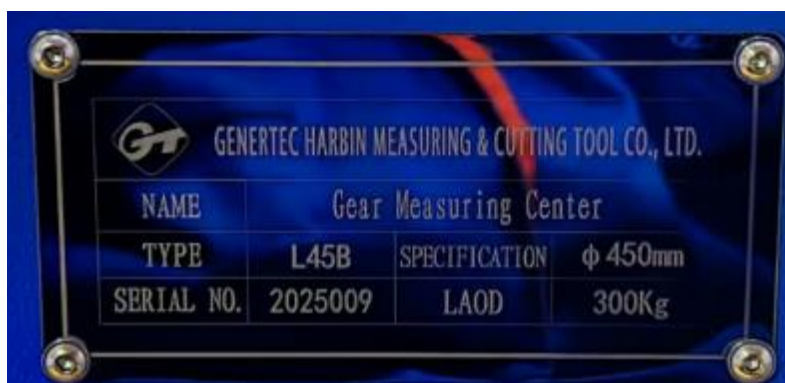 GT GENERTEC HARBIN MEASURING & CUTTING TOOL CO., LTD.
NAME Gear Measuring Center
TYPE L45B SPECIFICATION ф450mm
SERIAL NO. 2025009 LAOD 300Kg